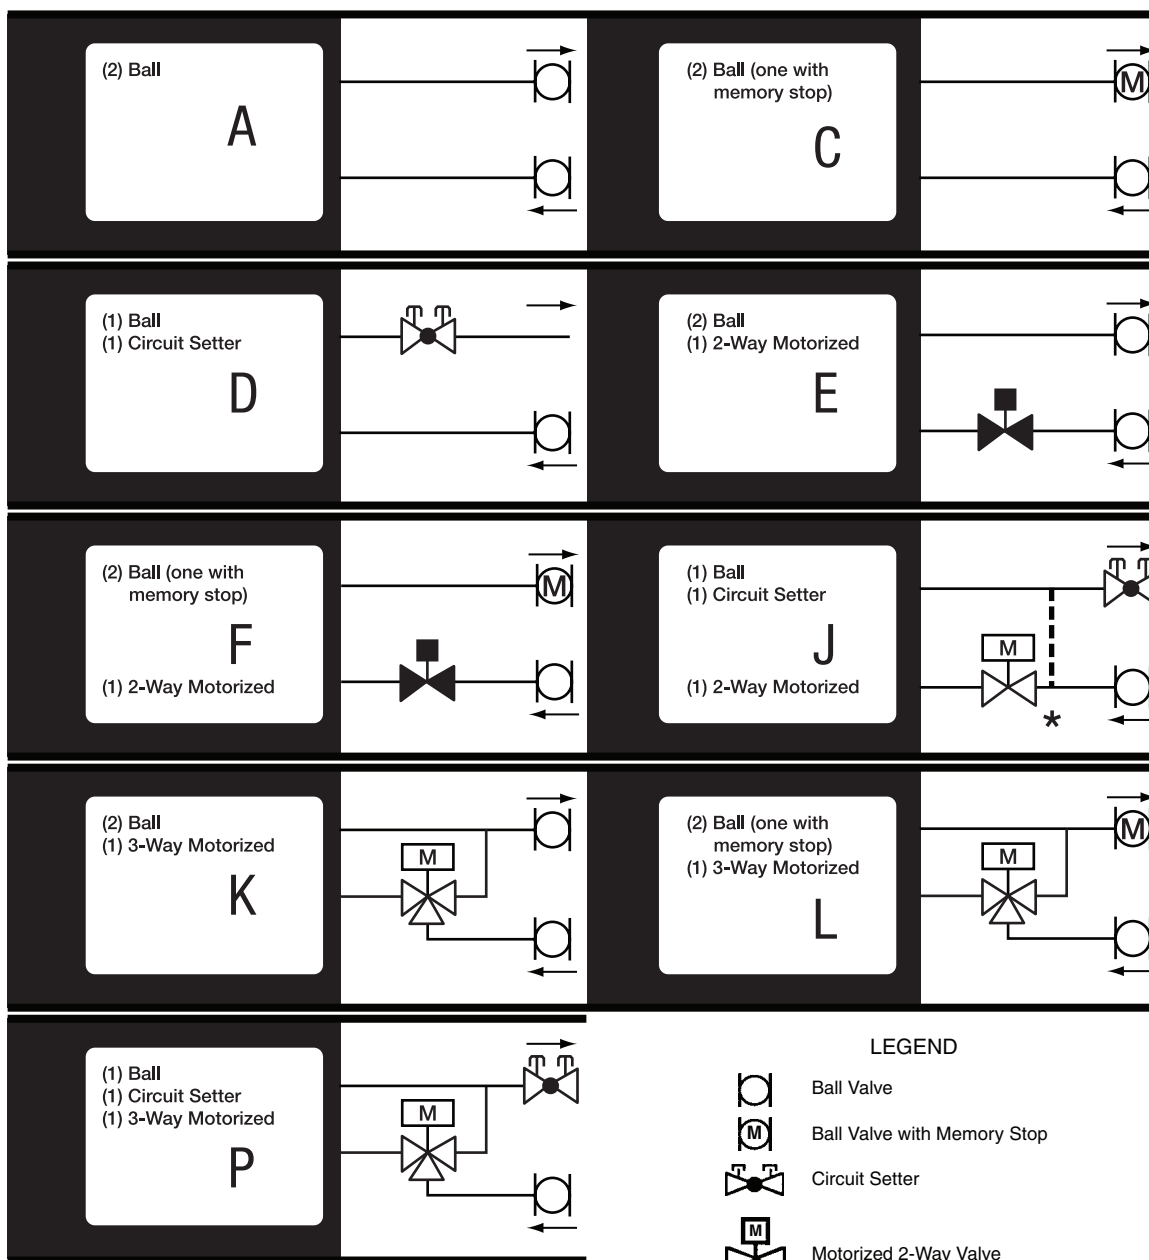 (2) Ball
A
(2) Ball (one with
memory stop)
C
M
(1) Ball
(1) Circuit Setter
D
(2) Ball
(1) 2-Way Motorized
E
(2) Ball (one with
memory stop)
F
(1) 2-Way Motorized
M
(1) Ball
(1) Circuit Setter
J
(1) 2-Way Motorized
M
*
(2) Ball
(1) 3-Way Motorized
K
M
(2) Ball (one with
memory stop)
(1) 3-Way Motorized
L
M
M
(1) Ball
(1) Circuit Setter
(1) 3-Way Motorized
P
M
LEGEND
Ball Valve
M
Ball Valve with Memory Stop
Circuit Setter
M
Motorized 2-Way Valve